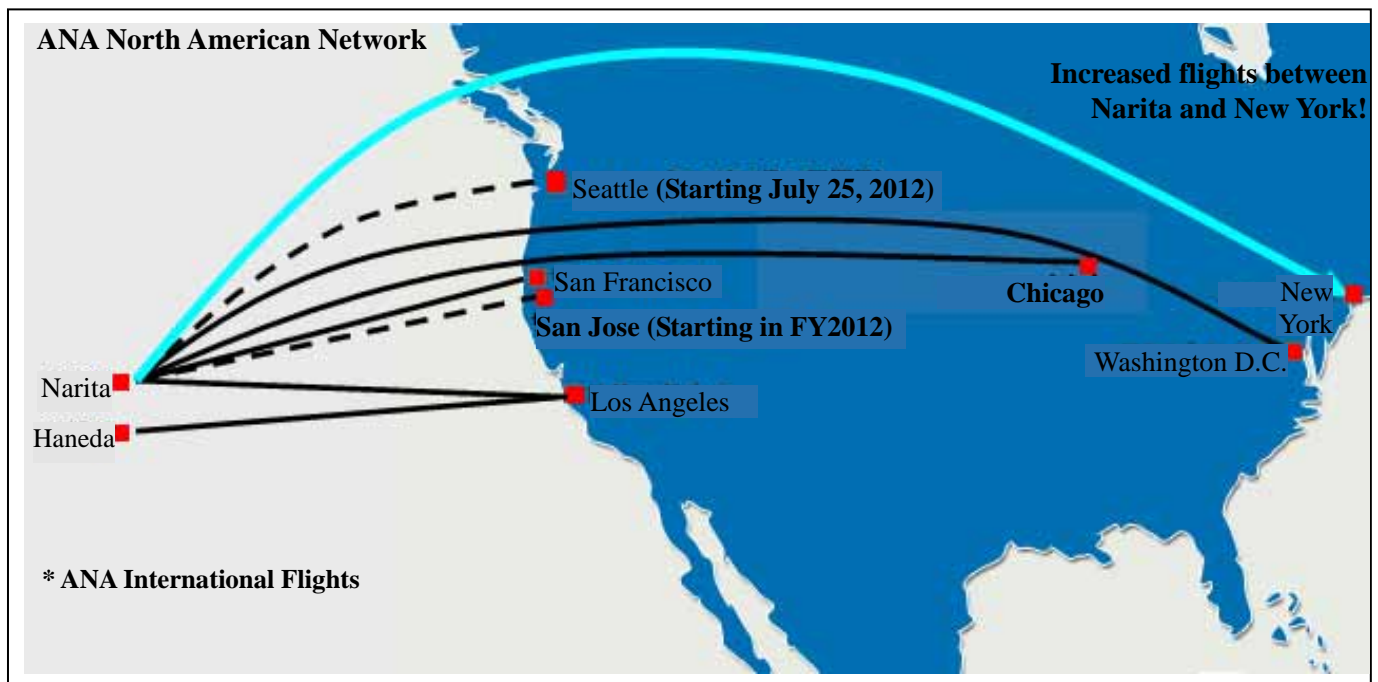 ANA North American Network
Increased flights between
Narita and New York!
Seattle (Starting July 25, 2012)
San Francisco
San Jose (Starting in FY2012)
Chicago
New
York
Washington D.C.
Narita
Los Angeles
Haneda
* ANA International Flights